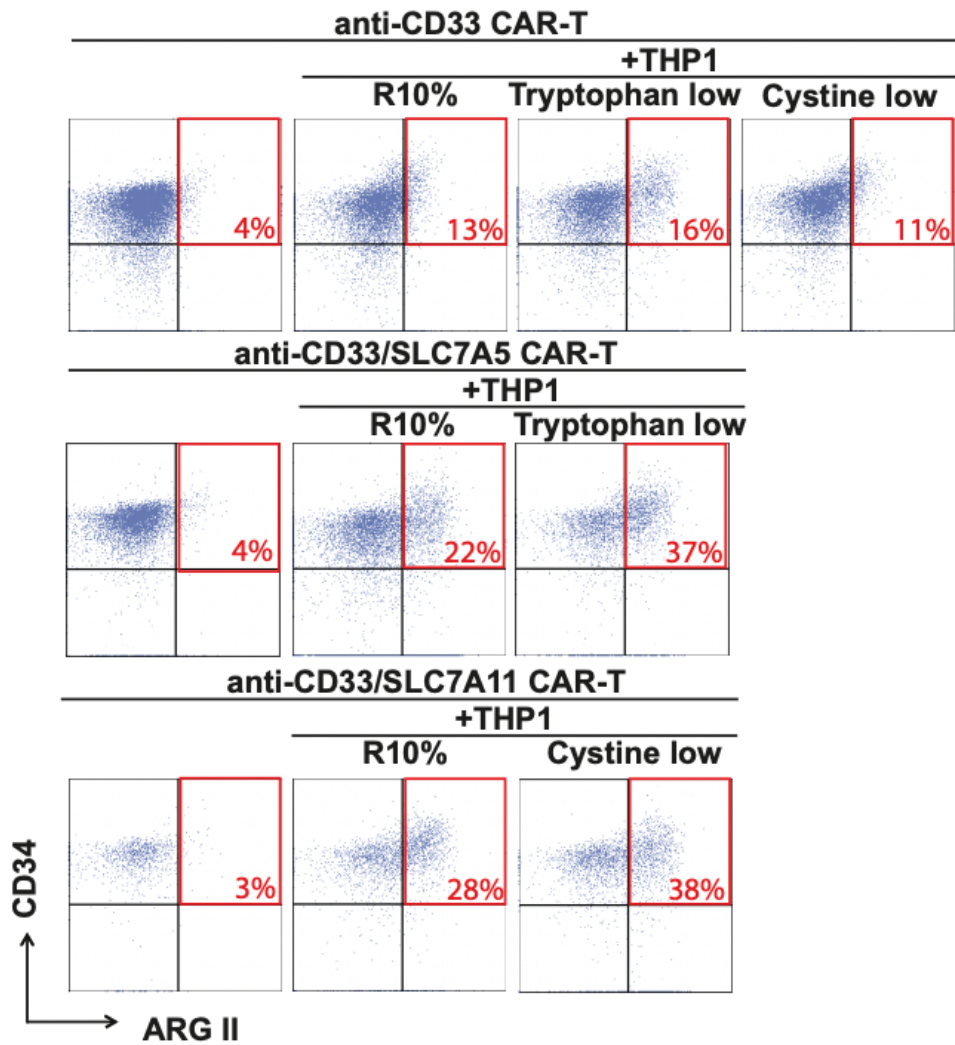 anti-CD33 CAR-T
+THP1
R10% Tryptophan low Cystine low
4% 13% 16% 11%
anti-CD33/SLC7A5 CAR-T
+THP1
R10% Tryptophan low
4% 22% 37%
anti-CD33/SLC7A11 CAR-T
+THP1
R10% Cystine low
3% 28% 38%
CD34
ARG II